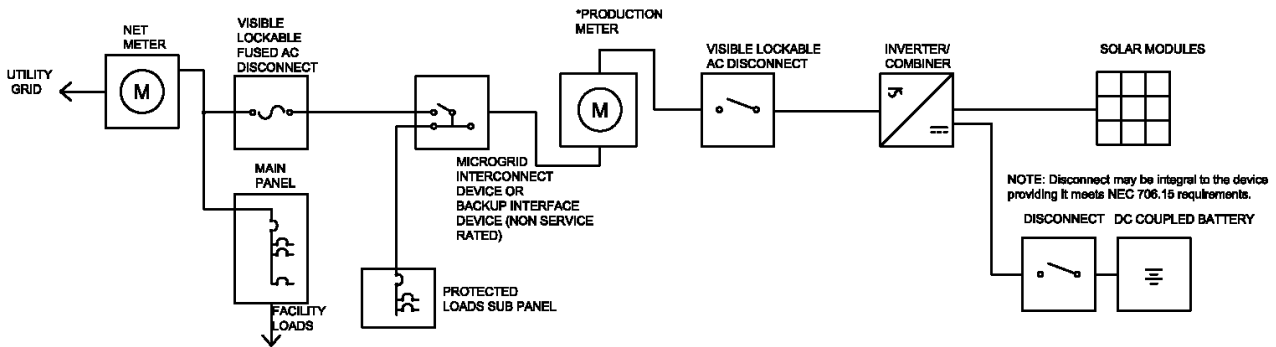 UTILITY
GRID
NET
METER
M
VISIBLE
LOCKABLE
FUSED AC
DISCONNECT
MAIN
PANEL
FACILITY
LOADS
MICROGRID
INTERCONNECT
DEVICE OR
BACKUP INTERFACE
DEVICE (NON SERVICE
RATED)
PROTECTED
LOADS SUB PANEL
*PRODUCTION
METER
M
VISIBLE LOCKABLE
AC DISCONNECT
INVERTER/
COMBINER
SOLAR MODULES
NOTE: Disconnect may be integral to the device
providing it meets NEC 706.15 requirements.
DISCONNECT
DC COUPLED BATTERY